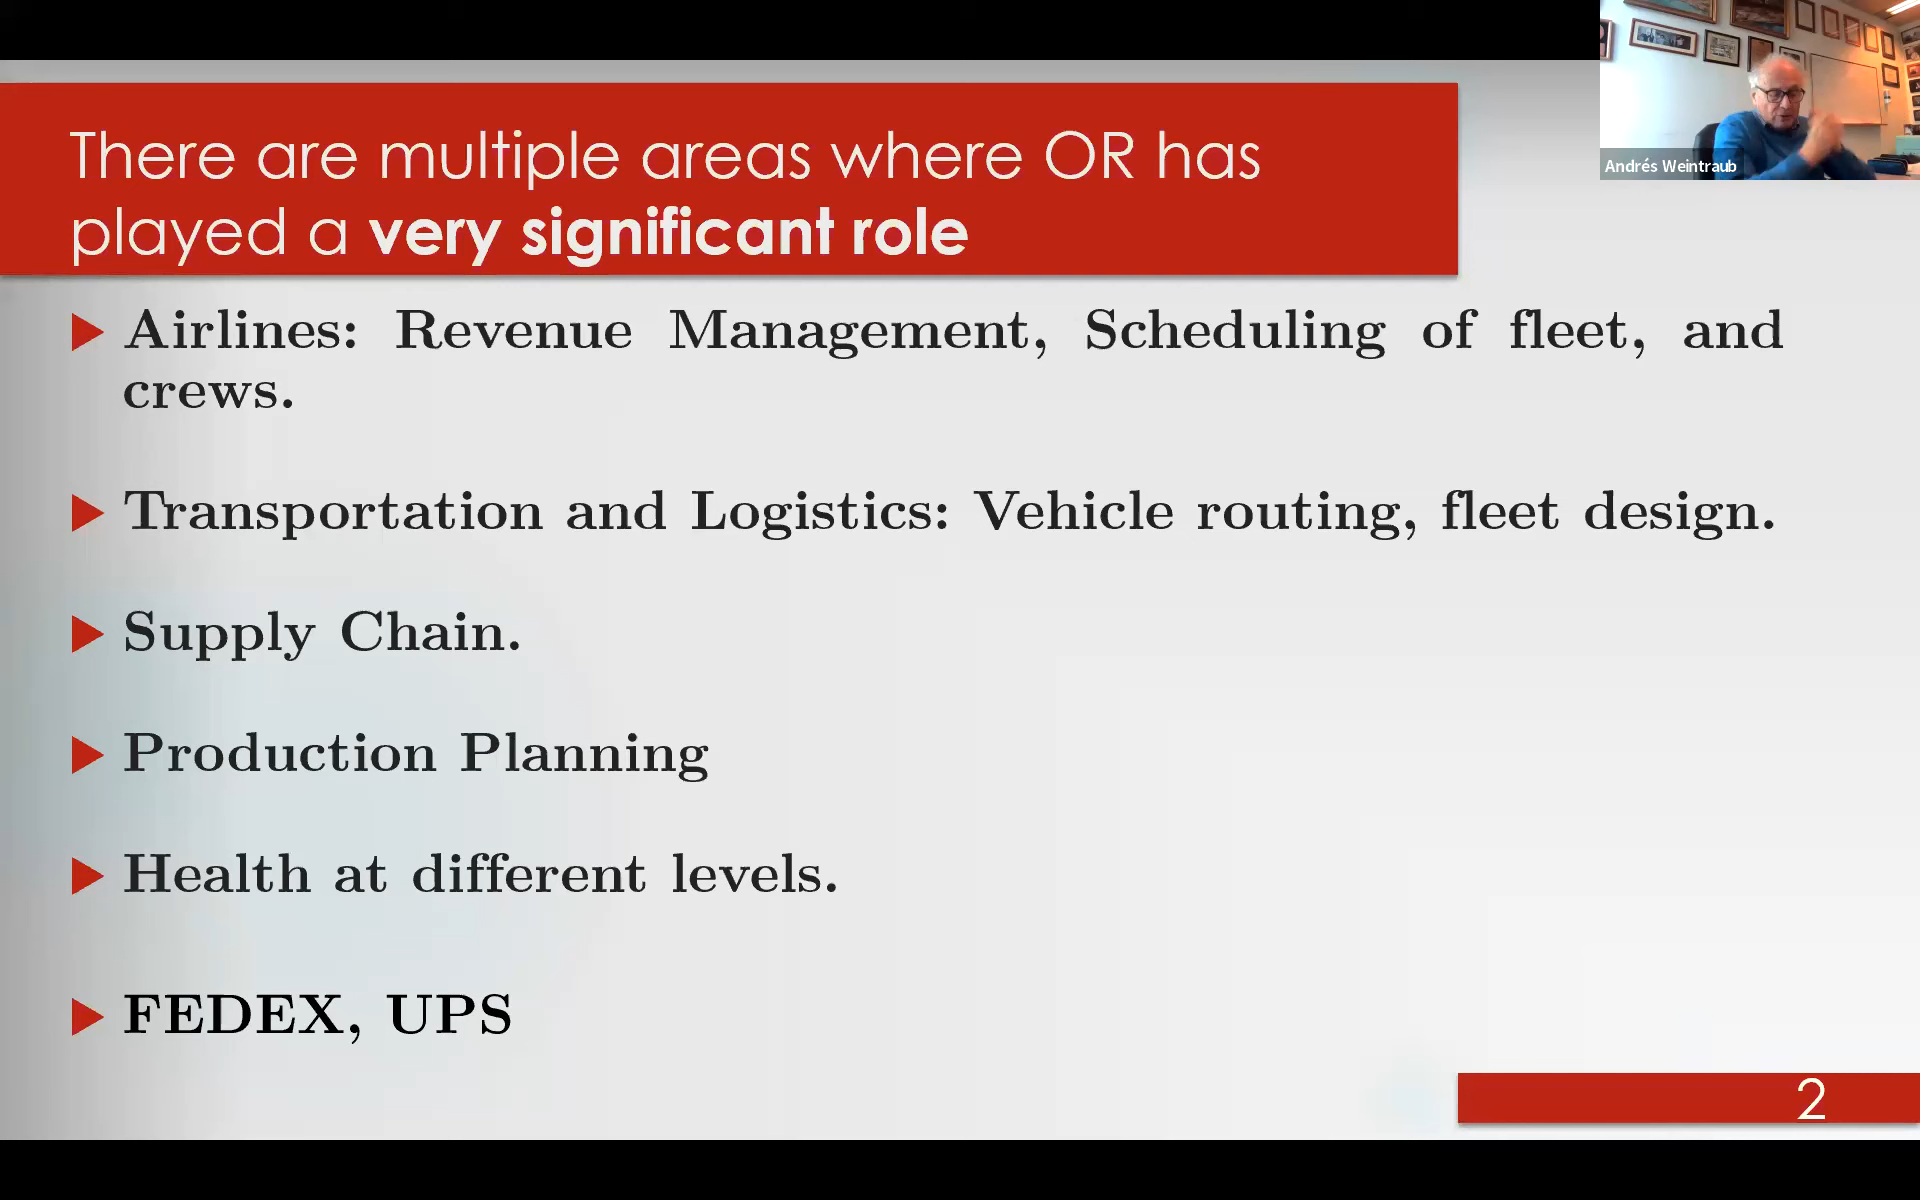 There are multiple areas where OR has
played a very significant role
Andrés Weintraub
Airlines: Revenue Management, Scheduling of fleet, and
crews.
Transportation and Logistics: Vehicle routing, fleet design.
Supply Chain.
Production Planning
Health at different levels.
FEDEX, UPS
2